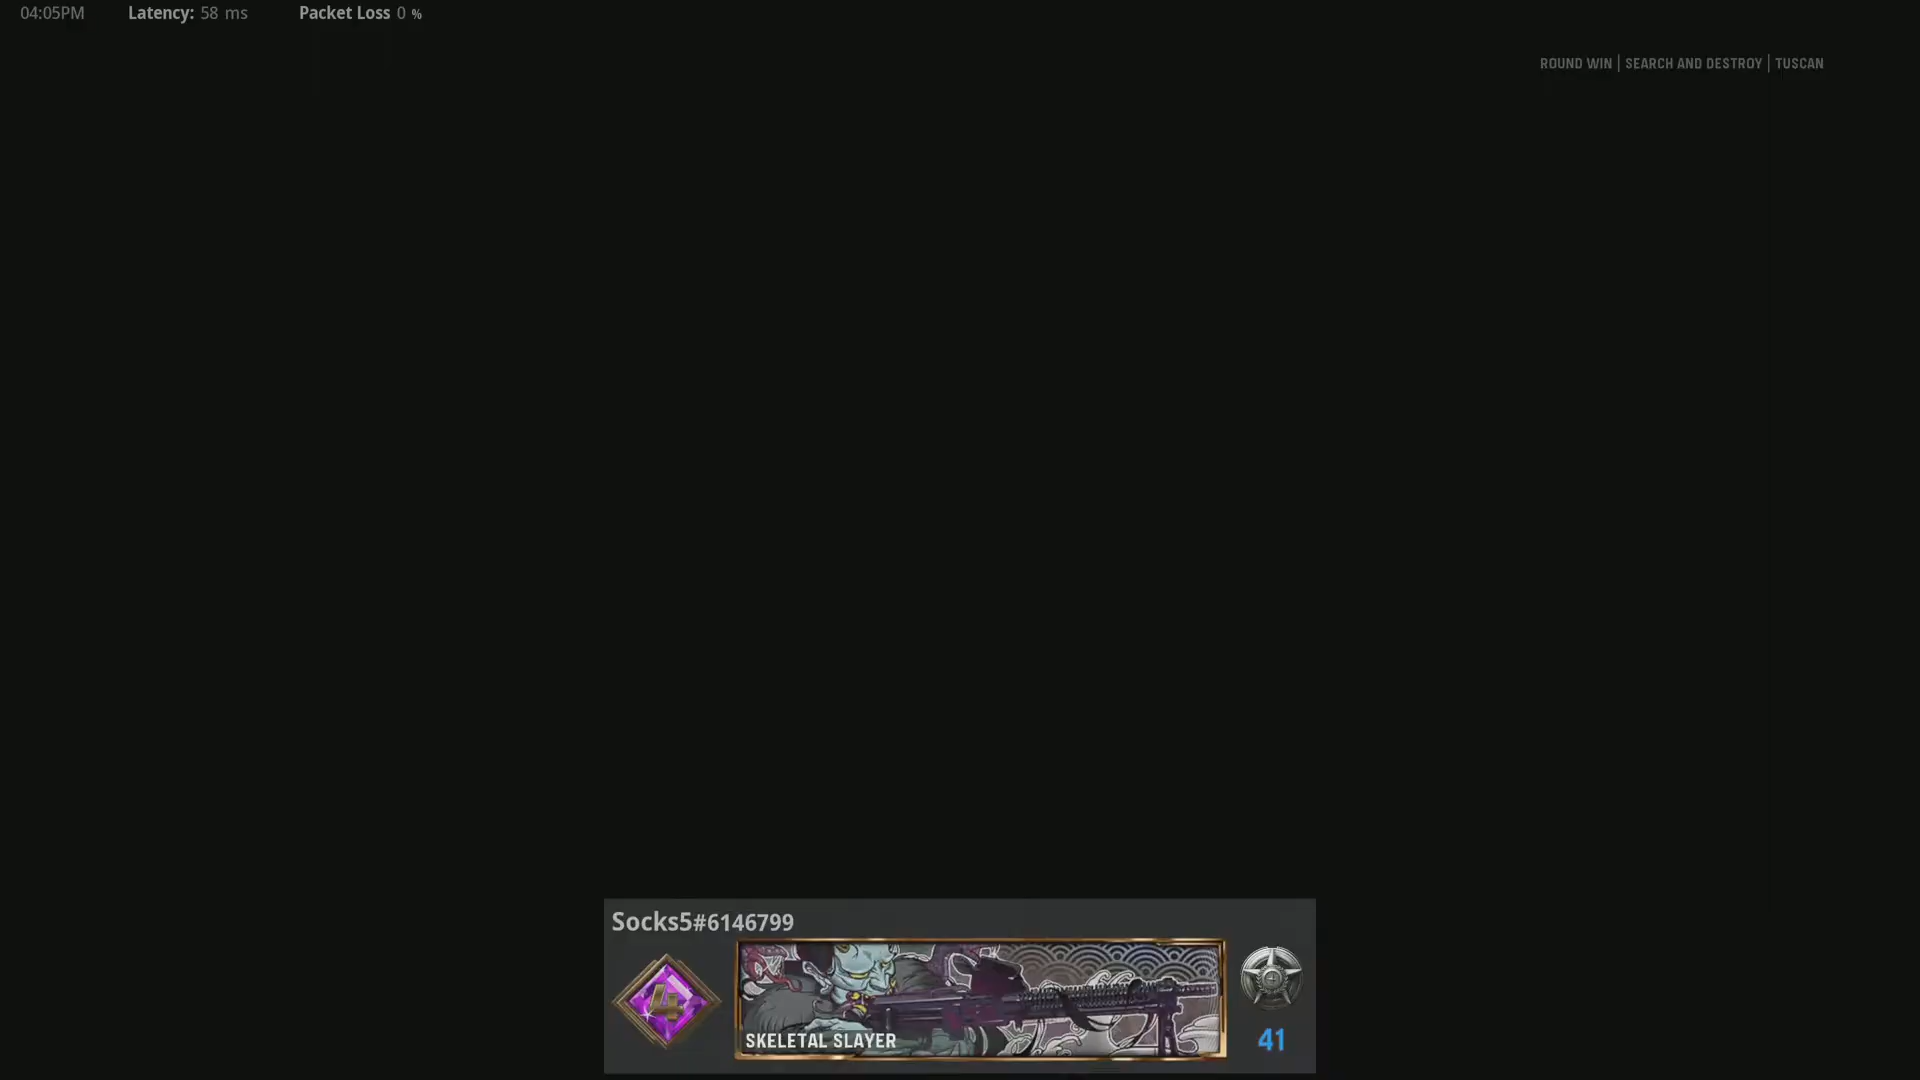 04:05PM Latency: 58 ms Packet Loss 0 %
ROUND WIN | SEARCH AND DESTROY | TUSCAN
Socks5#6146799
4
SKELETAL SLAYER
41